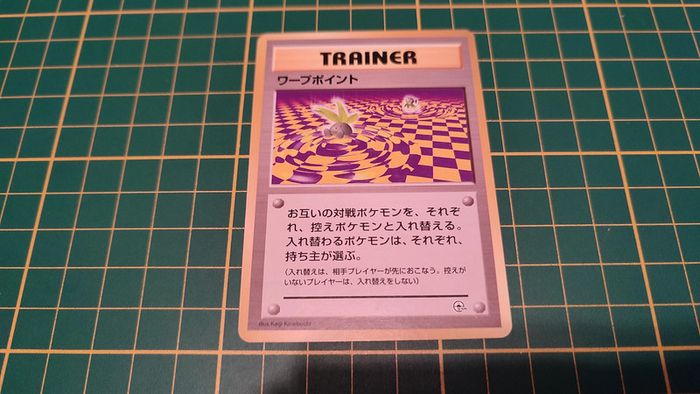 TRAINER
ワープポイント
お互いの対戦ポケモンを、それぞ
れ、控えポケモンと入れ替える。
入れ替わるポケモンは、それぞれ、
持ち主が選ぶ。
(入れ替えは、相手プレイヤーが先におこなう。控えが
いないプレイヤーは、入れ替えをしない)
Illus. Keiji Kinebuchi